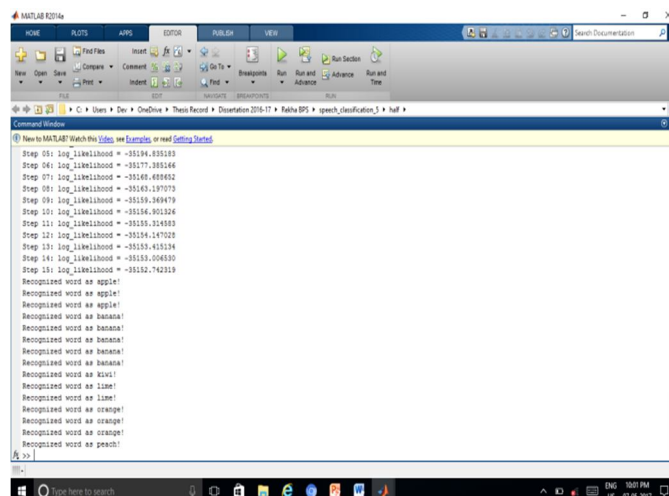 MATLAB R2014a
HOME PLOTS APPS EDITOR PUBLISH VIEW
Search Documentation
New Open Save Find Files Compare Print Insert Comment Indent Go To Find Breakpoints Run Run and Advance Run Section Advance Run and Time
FILE EDIT NAVIGATE BREAKPOINTS RUN
C: Users Dev OneDrive Thesis Record Dissertation 2016-17 Rekha BPS speech_classification_5 half
Command Window
New to MATLAB? Watch this Video, see Examples, or read Getting Started.
Step 05: log_likelihood = -35194.835183
Step 06: log_likelihood = -35177.385166
Step 07: log_likelihood = -35168.688652
Step 08: log_likelihood = -35163.197073
Step 09: log_likelihood = -35159.369479
Step 10: log_likelihood = -35156.901326
Step 11: log_likelihood = -35155.314583
Step 12: log_likelihood = -35154.147028
Step 13: log_likelihood = -35153.415134
Step 14: log_likelihood = -35153.006530
Step 15: log_likelihood = -35152.742319
Recognized word as apple!
Recognized word as apple!
Recognized word as apple!
Recognized word as banana!
Recognized word as banana!
Recognized word as banana!
Recognized word as banana!
Recognized word as banana!
Recognized word as kiwi!
Recognized word as lime!
Recognized word as lime!
Recognized word as orange!
Recognized word as orange!
Recognized word as orange!
Recognized word as peach!
fx >>
Type here to search
ENG 10:01 PM
07-05-2017